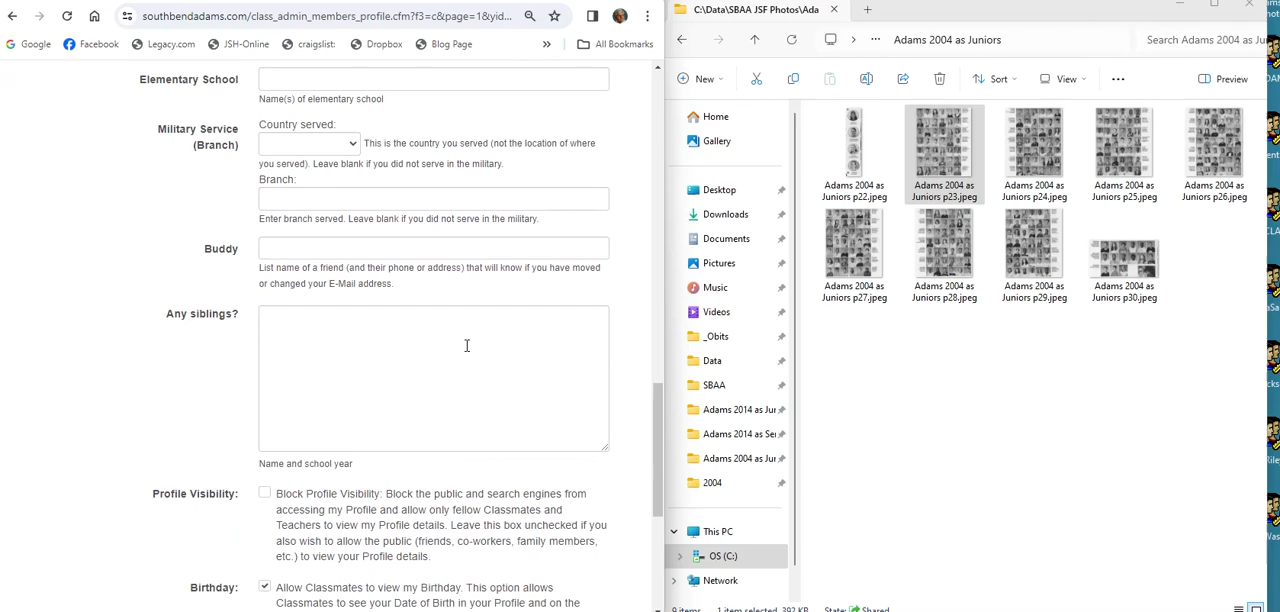 southbendadams.com/class_admin_members_profile.cfm?f3=c&page=1&yid...
Google
Facebook
Legacy.com
JSH-Online
craigslist:
Dropbox
Blog Page
»
All Bookmarks
Elementary School
Name(s) of elementary school
Military Service
(Branch)
Country served:
This is the country you served (not the location of where
you served). Leave blank if you did not serve in the military.
Branch:
Enter branch served. Leave blank if you did not serve in the military.
Buddy
List name of a friend (and their phone or address) that will know if you have moved
or changed your E-Mail address.
Any siblings?
Name and school year
Profile Visibility:
Block Profile Visibility: Block the public and search engines from
accessing my Profile and allow only fellow Classmates and
Teachers to view my Profile details. Leave this box unchecked if you
also wish to allow the public (friends, co-workers, family members,
etc.) to view your Profile details.
Birthday:
Allow Classmates to view my Birthday. This option allows
Classmates to see your Date of Birth in your Profile and on the
C:\Data\SBAA JSF Photos\Ada
Adams 2004 as Juniors
Search Adams 2004 as Ju
New
Sort
View
Preview
Home
Gallery
Desktop
Downloads
Documents
Pictures
Music
Videos
_Obits
Data
SBAA
Adams 2014 as Jur
Adams 2014 as Se
Adams 2004 as Ju
2004
This PC
OS (C:)
Network
Adams 2004 as
Juniors p22.jpeg
Adams 2004 as
Juniors p23.jpeg
Adams 2004 as
Juniors p24.jpeg
Adams 2004 as
Juniors p25.jpeg
Adams 2004 as
Juniors p26.jpeg
Adams 2004 as
Juniors p27.jpeg
Adams 2004 as
Juniors p28.jpeg
Adams 2004 as
Juniors p29.jpeg
Adams 2004 as
Juniors p30.jpeg
9 items
1 item selected 392 KB
State:
Shared